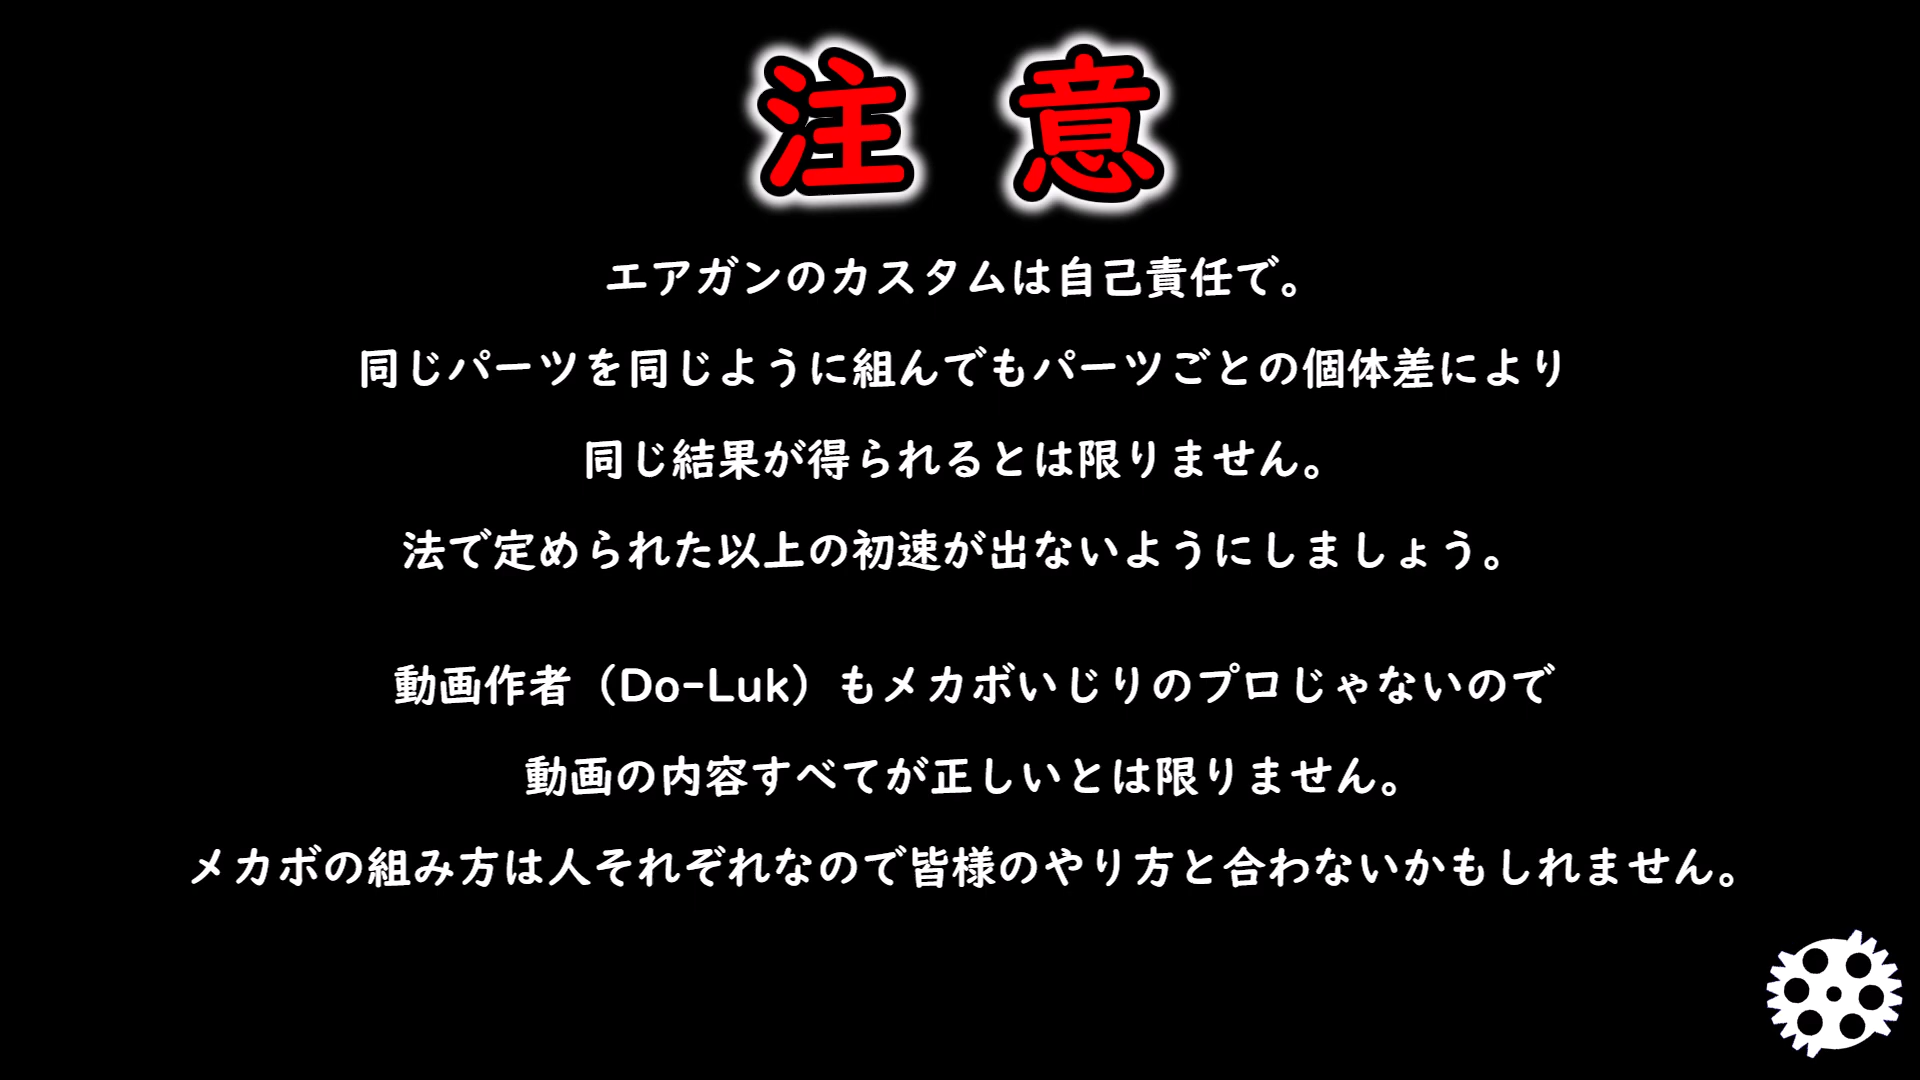 注意
エアガンのカスタムは自己責任で。
同じパーツを同じように組んでもパーツごとの個体差により
同じ結果が得られるとは限りません。
法で定められた以上の初速が出ないようにしましょう。
動画作者（Do-Luk）もメカボいじりのプロじゃないので
動画の内容すべてが正しいとは限りません。
メカボの組み方は人それぞれなので皆様のやり方と合わないかもしれません。